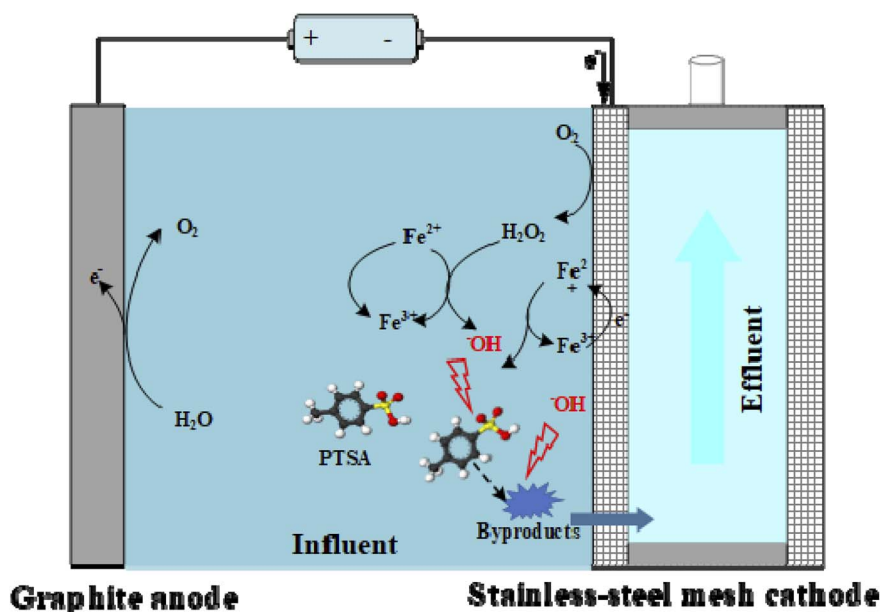 + -
e-
O₂
O₂
Fe²⁺
H₂O₂
Fe²
+
e-
Fe³⁺
Fe³⁺
e-
-OH
-OH
H₂O
PTSA
Byproducts
Influent
Effluent
Graphite anode
Stainless-steel mesh cathode